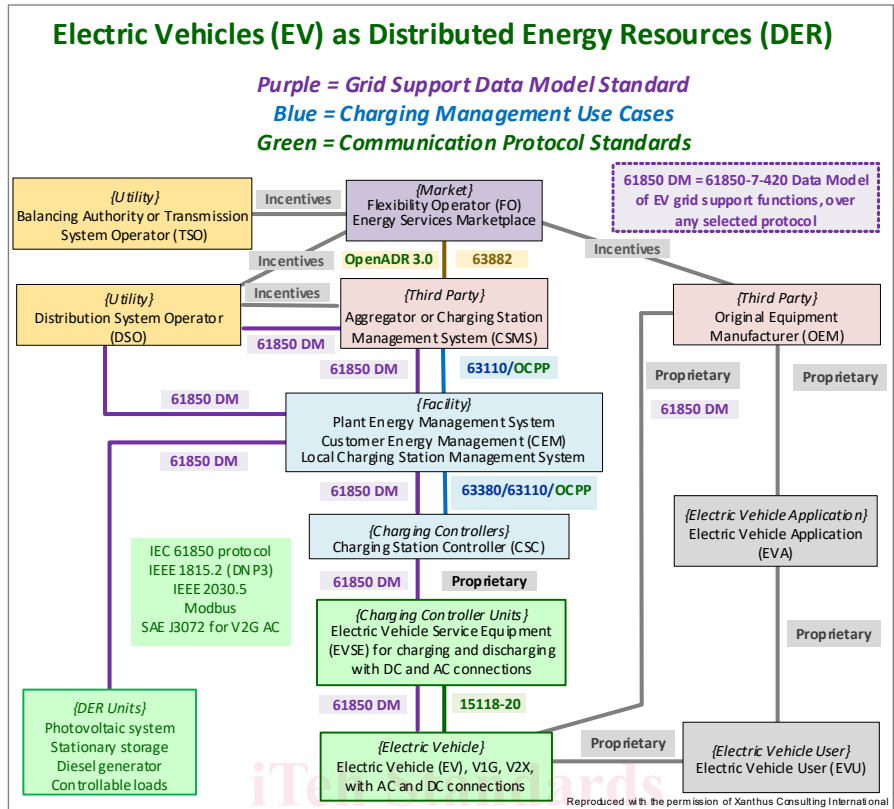 Electric Vehicles (EV) as Distributed Energy Resources (DER)
Purple = Grid Support Data Model Standard
Blue = Charging Management Use Cases
Green = Communication Protocol Standards
{Utility}
Balancing Authority or Transmission
System Operator (TSO)
Incentives
{Market}
Flexibility Operator (FO)
Energy Services Marketplace
61850 DM = 61850-7-420 Data Model
of EV grid support functions, over
any selected protocol
Incentives
OpenADR 3.0
63882
Incentives
Incentives
{Utility}
Distribution System Operator
(DSO)
{Third Party}
Aggregator or Charging Station
Management System (CSMS)
{Third Party}
Original Equipment
Manufacturer (OEM)
61850 DM
61850 DM
63110/OCPP
Proprietary
61850 DM
Proprietary
61850 DM
{Facility}
Plant Energy Management System
Customer Energy Management (CEM)
Local Charging Station Management System
61850 DM
61850 DM
63380/63110/OCPP
{Charging Controllers}
Charging Station Controller (CSC)
{Electric Vehicle Application}
Electric Vehicle Application
(EVA)
IEC 61850 protocol
IEEE 1815.2 (DNP3)
IEEE 2030.5
Modbus
SAE J3072 for V2G AC
61850 DM
Proprietary
{Charging Controller Units}
Electric Vehicle Service Equipment
(EVSE) for charging and discharging
with DC and AC connections
Proprietary
61850 DM
15118-20
{DER Units}
Photovoltaic system
Stationary storage
Diesel generator
Controllable loads
{Electric Vehicle}
Electric Vehicle (EV), V1G, V2X,
with AC and DC connections
Proprietary
{Electric Vehicle User}
Electric Vehicle User (EVU)
iTeh Standards
Reproduced with the permission of Xanthus Consulting International